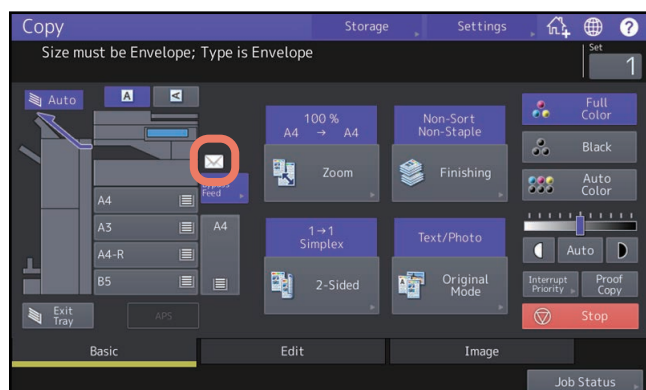 Copy
Storage
Settings
?
Size must be Envelope; Type is Envelope
Set
1
Auto
A
A
100 %
A4 → A4
Zoom
Non-Sort
Non-Staple
Finishing
Full
Color
Black
Auto
Color
Bypass
Feed
A4
A3
A4-R
B5
A4
1→1
Simplex
2-Sided
Text/Photo
Original
Mode
Auto
Interrupt
Priority
Proof
Copy
Exit
Tray
APS
Stop
Basic
Edit
Image
Job Status